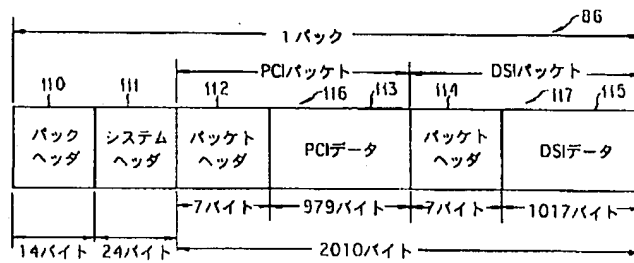 86
1パック
PCIパケット
DSIパケット
110
111
112
116
113
114
117
115
パック
ヘッダ
システム
ヘッダ
パケット
ヘッダ
PCIデータ
パケット
ヘッダ
DSIデータ
7バイト
979バイト
7バイト
1017バイト
14バイト
24バイト
2010バイト